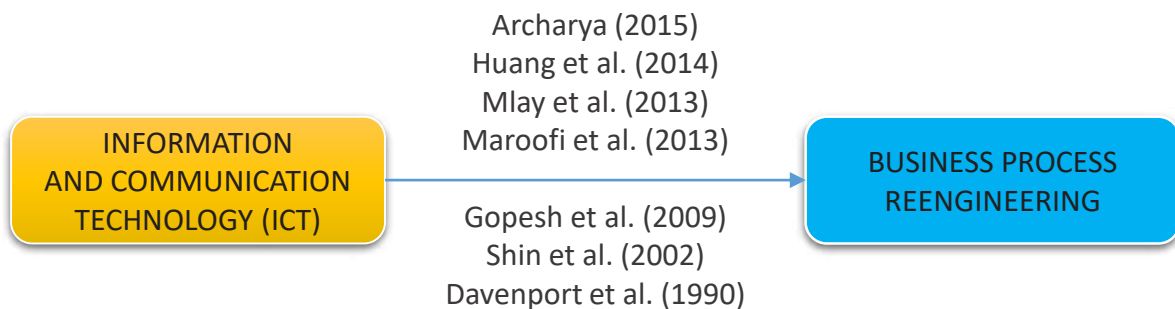 Archarya (2015)
Huang et al. (2014)
Mlay et al. (2013)
Maroofi et al. (2013)
INFORMATION
AND COMMUNICATION
TECHNOLOGY (ICT)
BUSINESS PROCESS
REENGINEERING
Gopesh et al. (2009)
Shin et al. (2002)
Davenport et al. (1990)